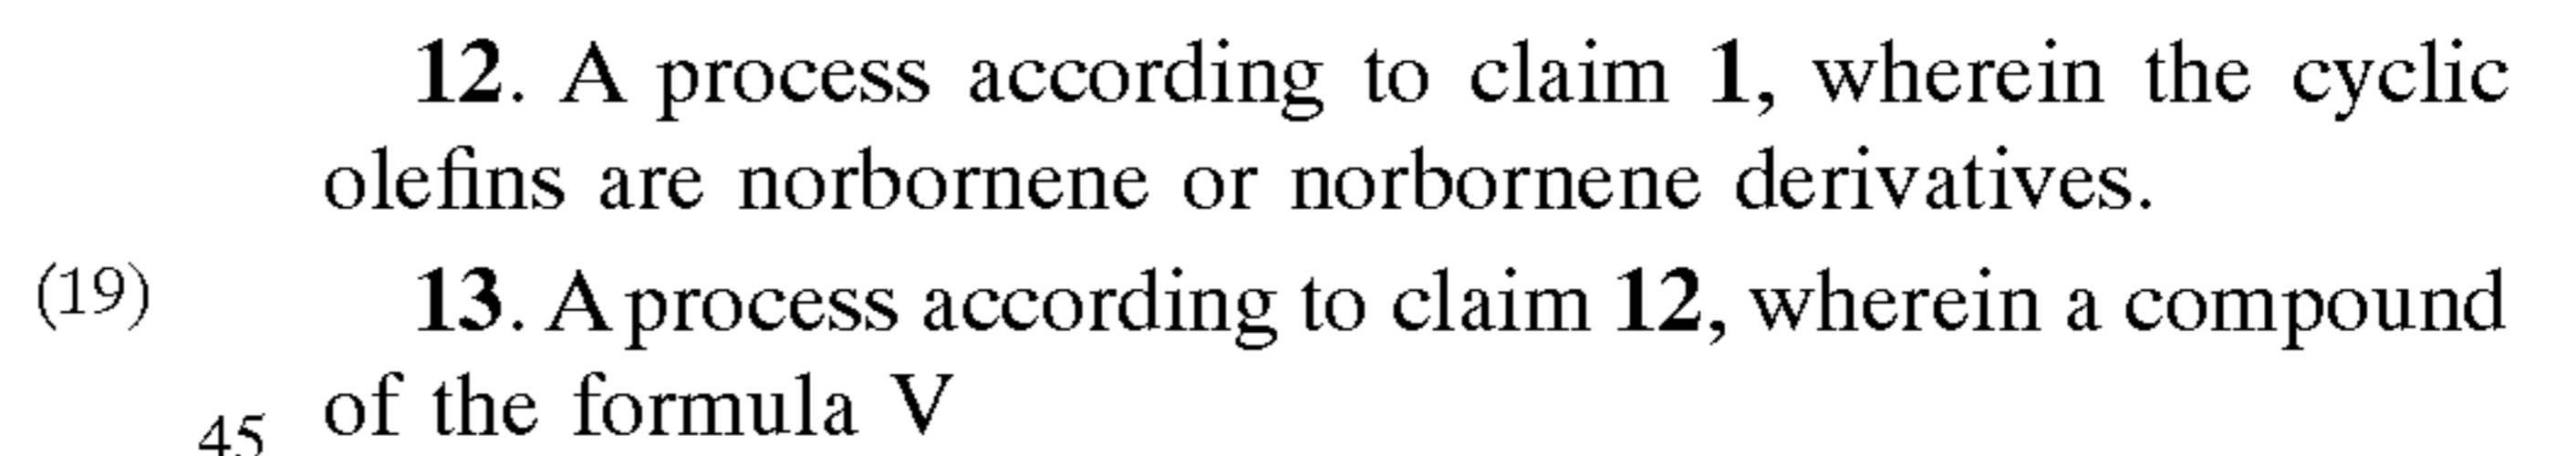 12. A process according to claim 1, wherein the cyclic
olefins are norbornene or norbornene derivatives.
(19) 13. A process according to claim 12, wherein a compound
45 of the formula V